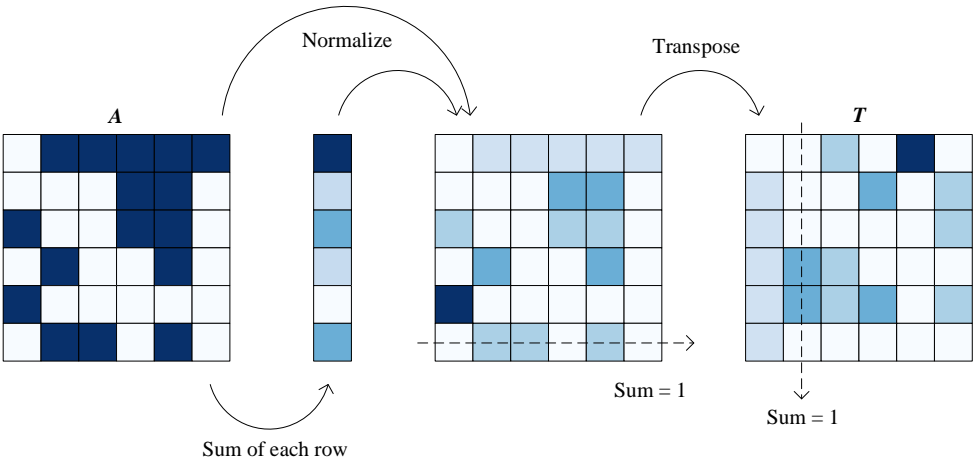 Normalize
Transpose
A
T
Sum = 1
Sum = 1
Sum of each row